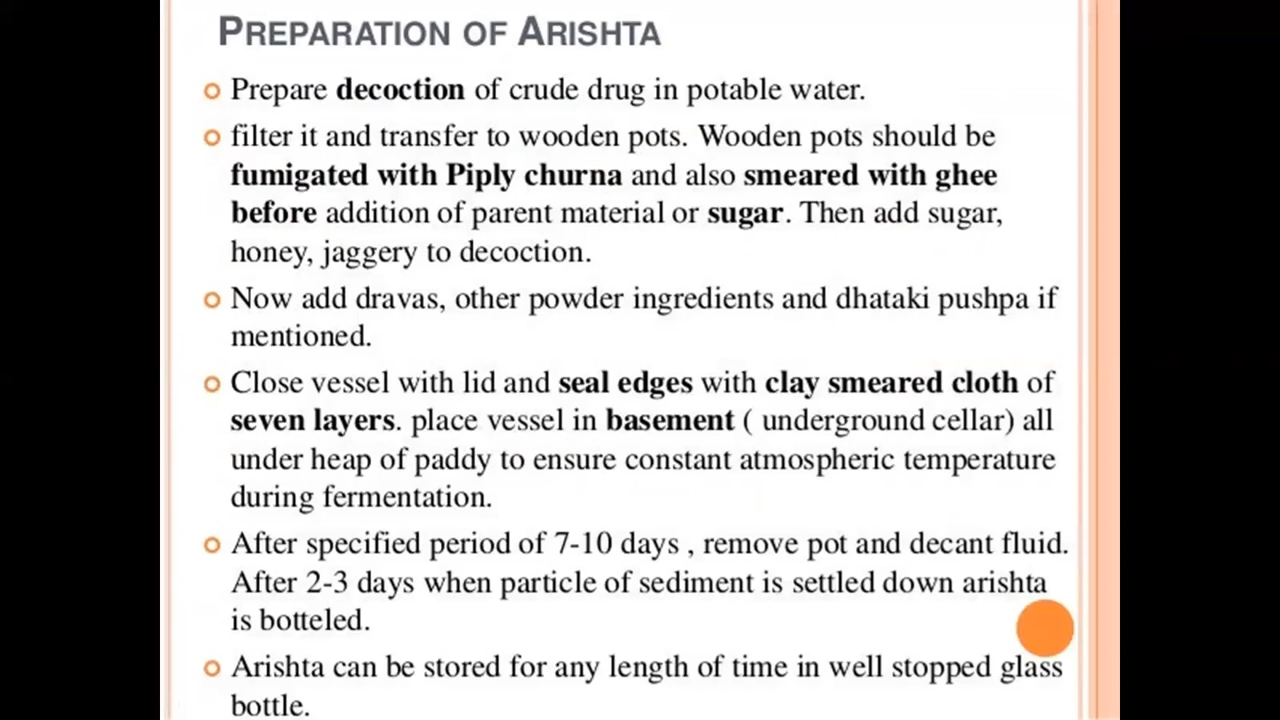 PREPARATION OF ARISHTA
Prepare decoction of crude drug in potable water.
filter it and transfer to wooden pots. Wooden pots should be
fumigated with Piply churna and also smeared with ghee
before addition of parent material or sugar. Then add sugar,
honey, jaggery to decoction.
Now add dravas, other powder ingredients and dhataki pushpa if
mentioned.
Close vessel with lid and seal edges with clay smeared cloth of
seven layers. place vessel in basement ( underground cellar) all
under heap of paddy to ensure constant atmospheric temperature
during fermentation.
After specified period of 7-10 days , remove pot and decant fluid.
After 2-3 days when particle of sediment is settled down arishta
is botteled.
Arishta can be stored for any length of time in well stopped glass
bottle.